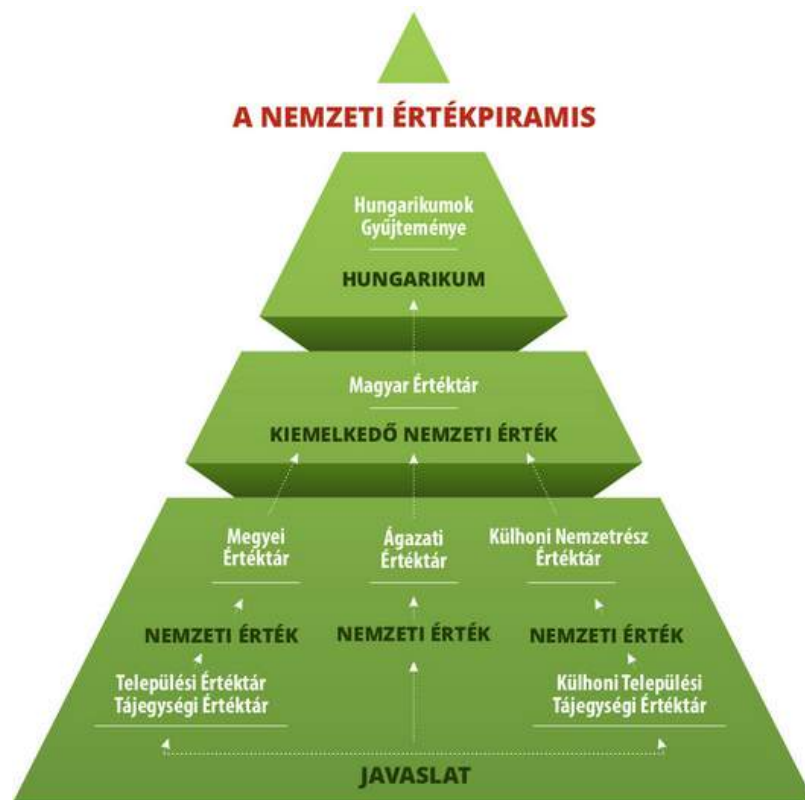 A NEMZETI ÉRTÉKPIRAMIS
Hungarikumok
Gyűjteménye
HUNGARIKUM
Magyar Értéktár
KIEMELKEDŐ NEMZETI ÉRTÉK
Megyei
Értéktár
Ágazati
Értéktár
Külhoni Nemzetrész
Értéktár
NEMZETI ÉRTÉK
NEMZETI ÉRTÉK
NEMZETI ÉRTÉK
Települési Értéktár
Tájegységi Értéktár
Külhoni Települési
Tájegységi Értéktár
JAVASLAT